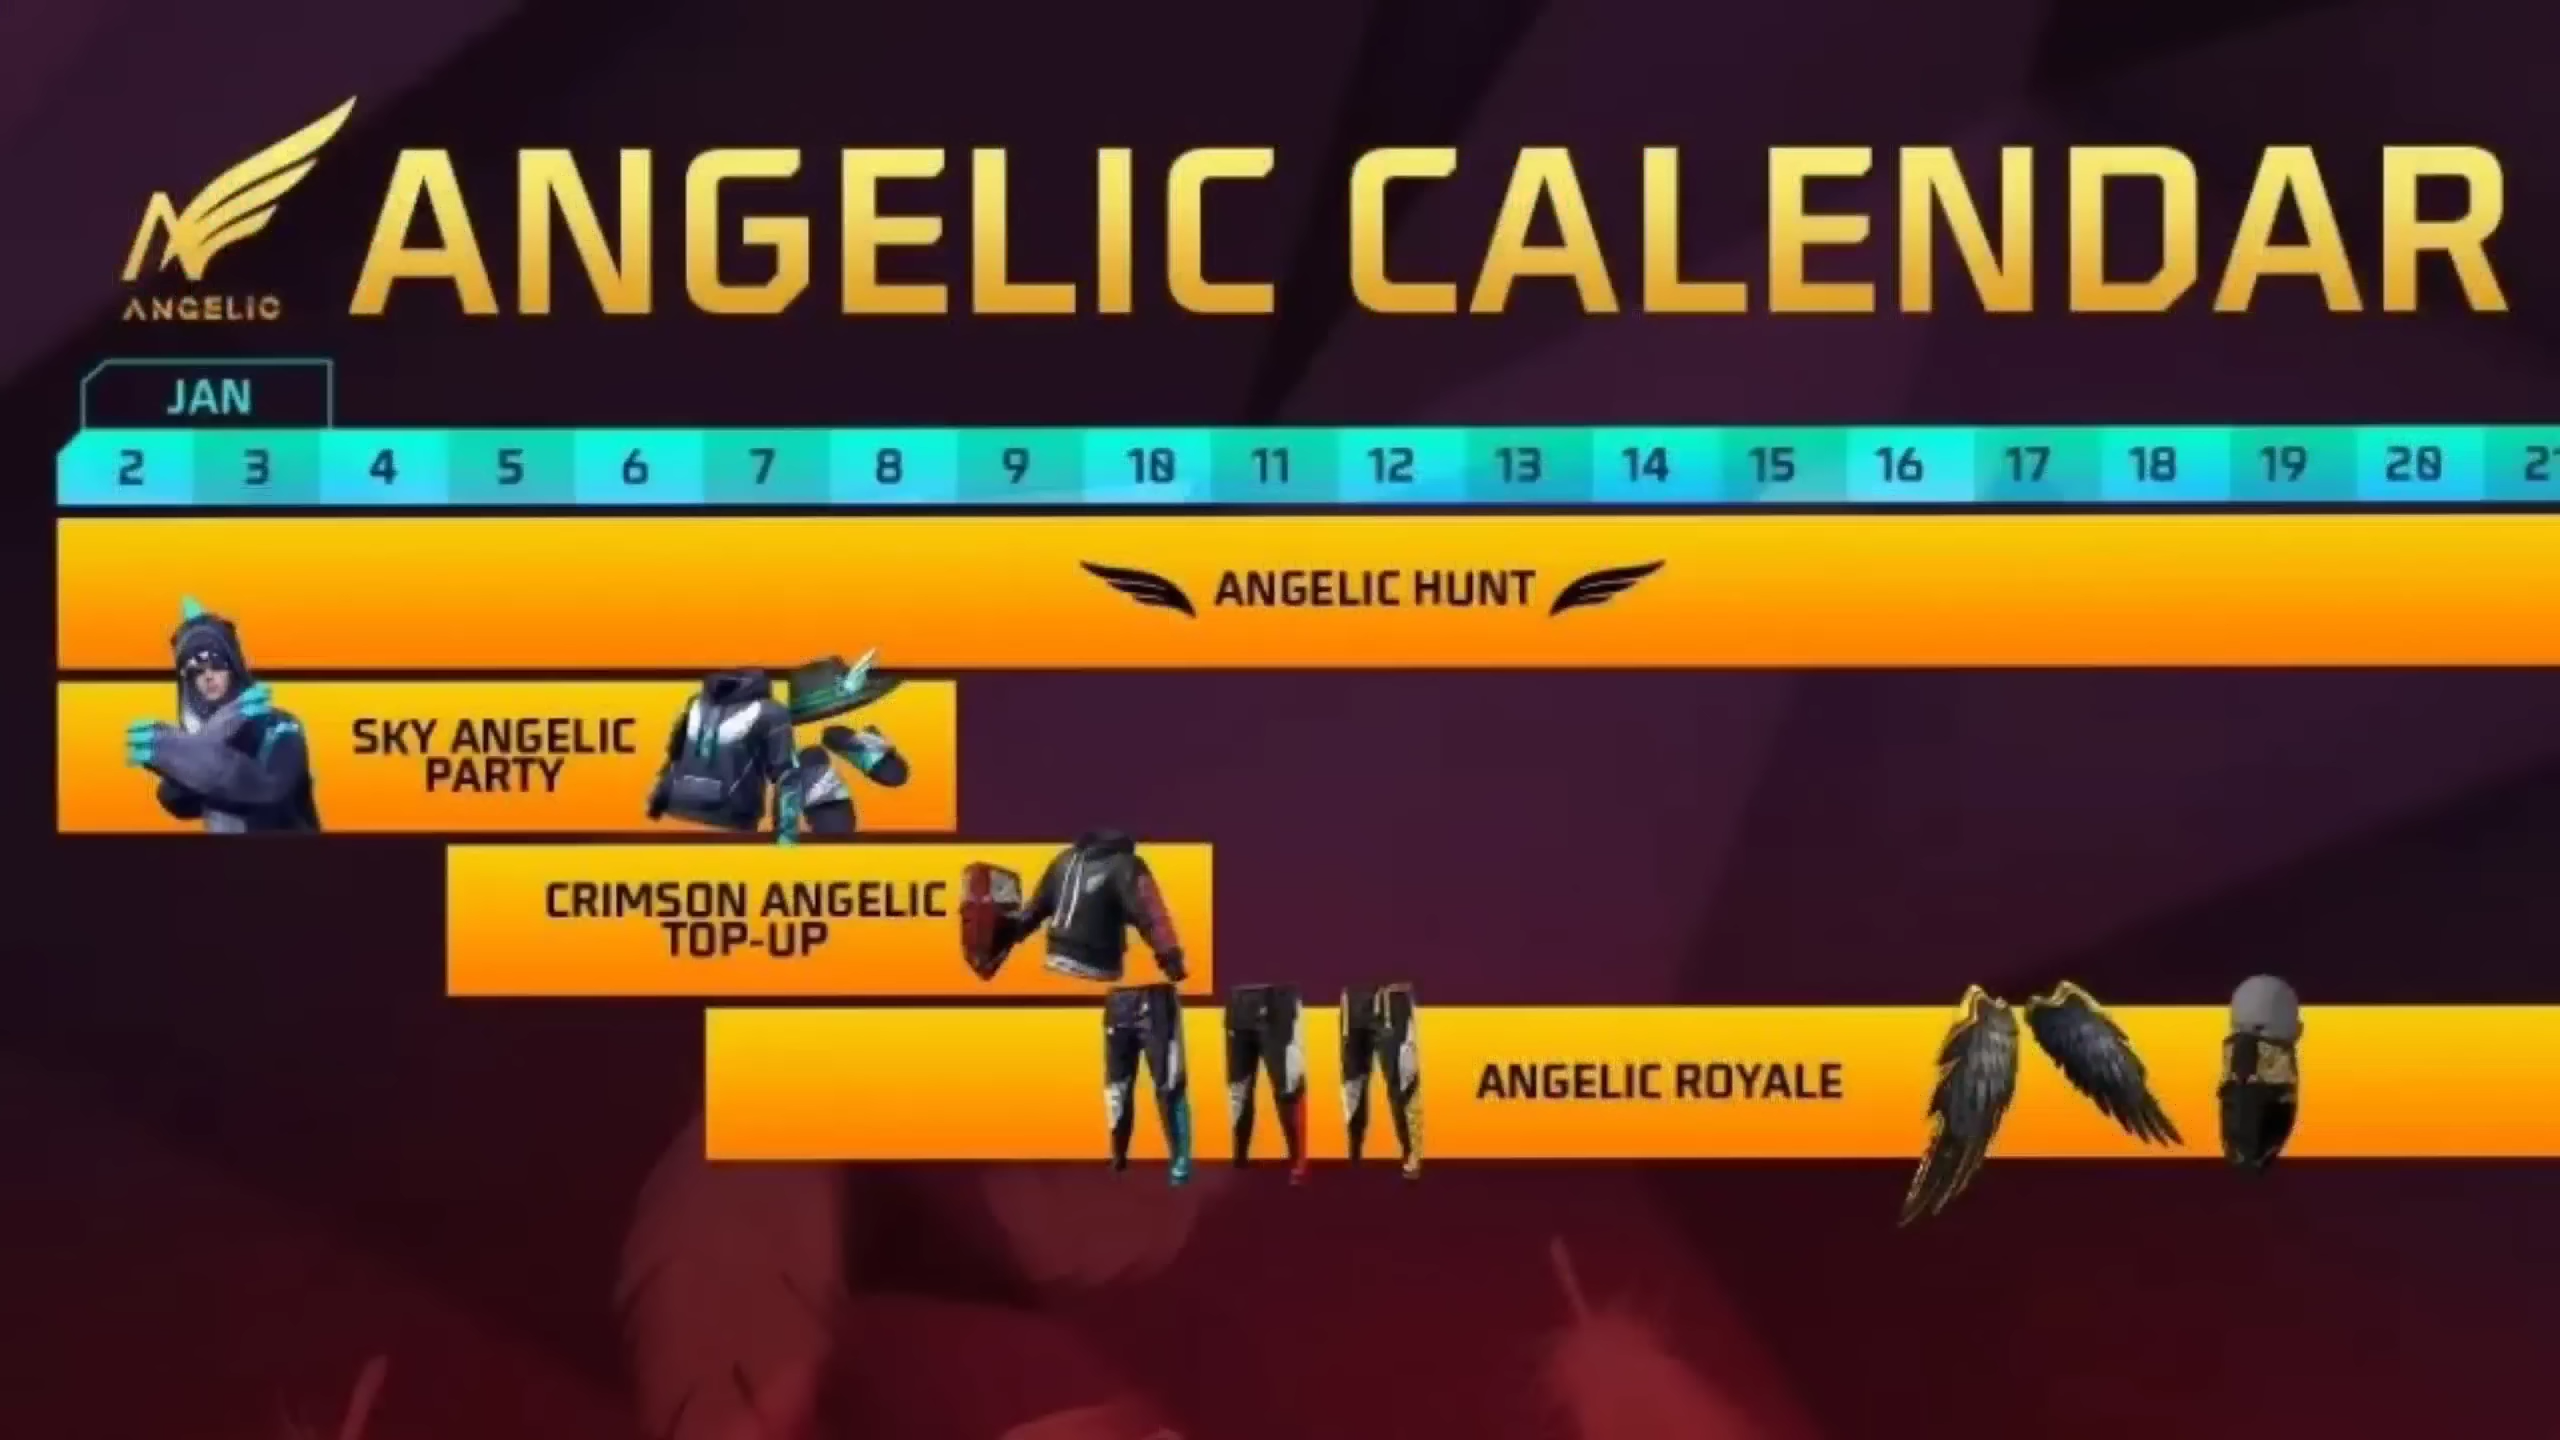 ANGELIC
ANGELIC CALENDAR
JAN
2 3 4 5 6 7 8 9 10 11 12 13 14 15 16 17 18 19 20
ANGELIC HUNT
SKY ANGELIC
PARTY
CRIMSON ANGELIC
TOP-UP
ANGELIC ROYALE